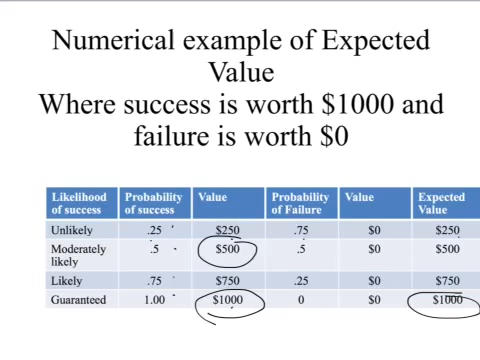 Numerical example of Expected
Value
Where success is worth $1000 and
failure is worth $0
Likelihood of success Probability of success Value Probability of Failure Value Expected Value
Unlikely .25 $250 .75 $0 $250
Moderately likely .5 $500 .5 $0 $500
Likely .75 $750 .25 $0 $750
Guaranteed 1.00 $1000 0 $0 $1000